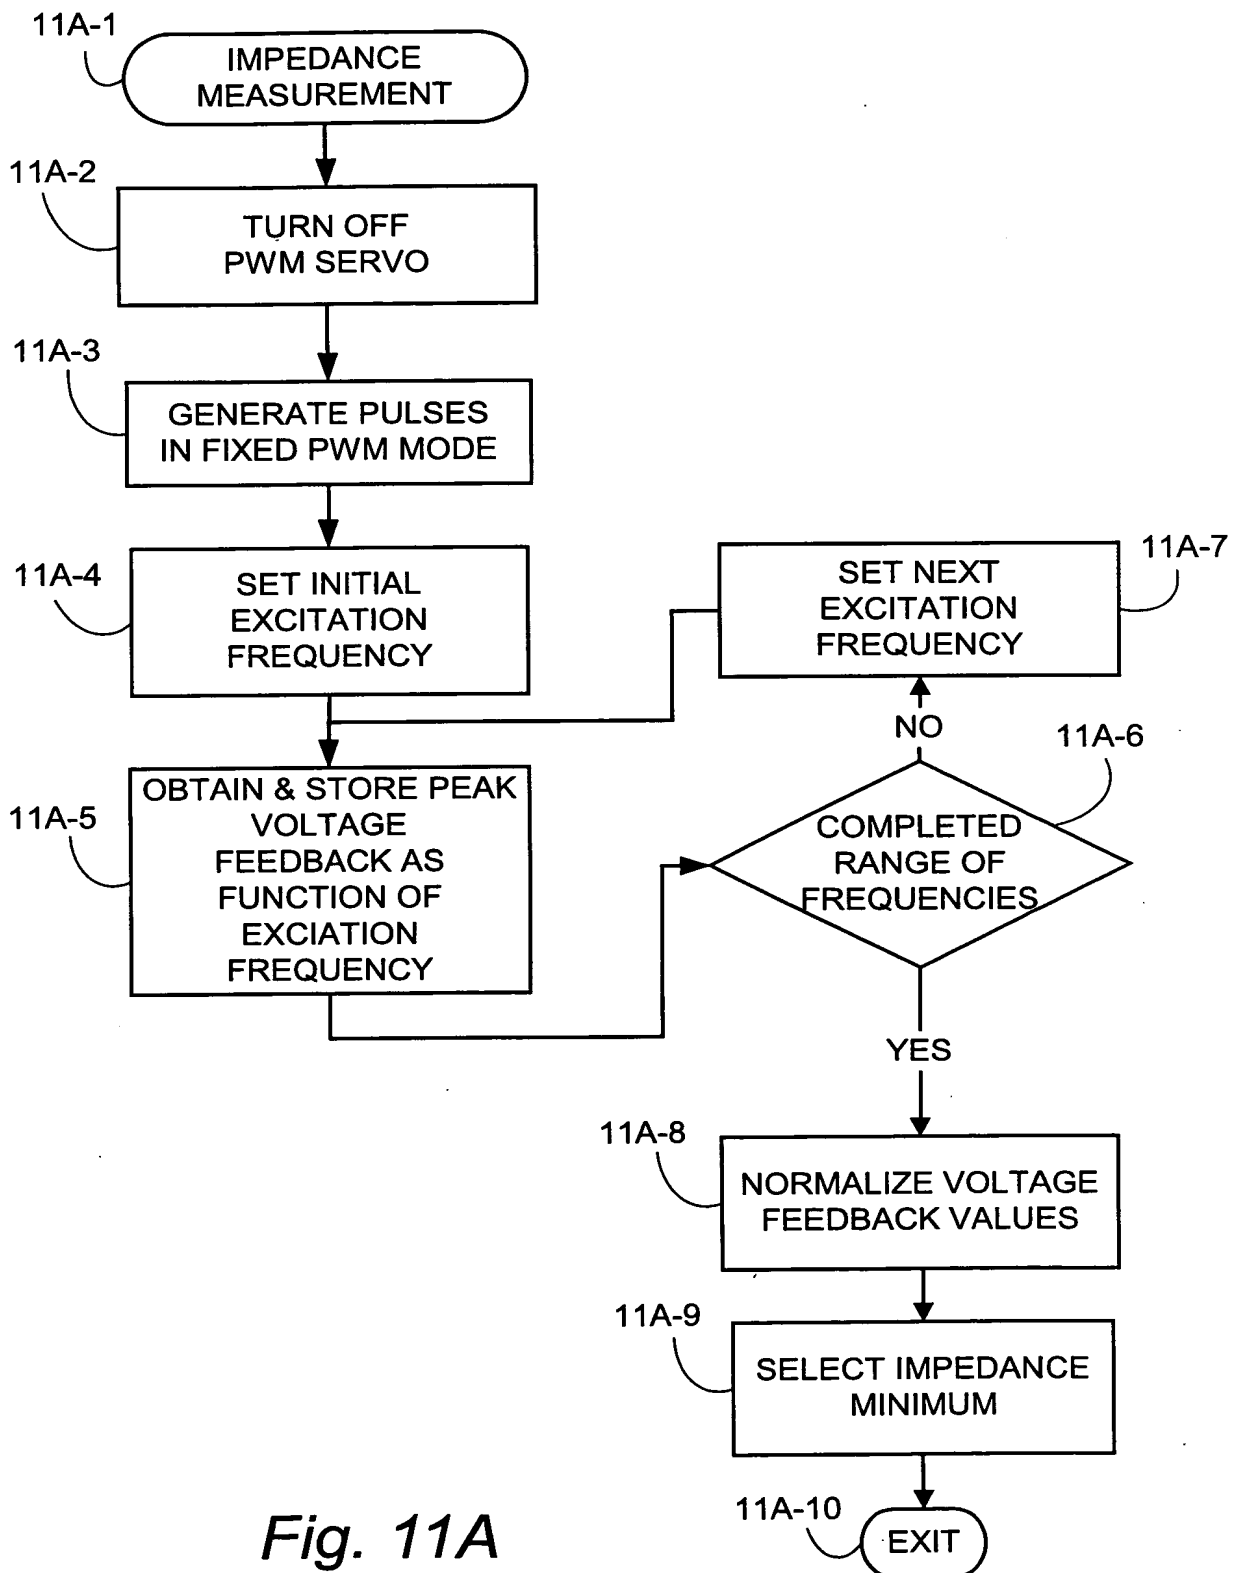 11A-1
IMPEDANCE
MEASUREMENT
11A-2
TURN OFF
PWM SERVO
11A-3
GENERATE PULSES
IN FIXED PWM MODE
11A-4
SET INITIAL
EXCITATION
FREQUENCY
11A-7
SET NEXT
EXCITATION
FREQUENCY
NO
11A-6
11A-5
OBTAIN & STORE PEAK
VOLTAGE
FEEDBACK AS
FUNCTION OF
EXCIATION
FREQUENCY
COMPLETED
RANGE OF
FREQUENCIES
YES
11A-8
NORMALIZE VOLTAGE
FEEDBACK VALUES
11A-9
SELECT IMPEDANCE
MINIMUM
11A-10
EXIT
Fig. 11A